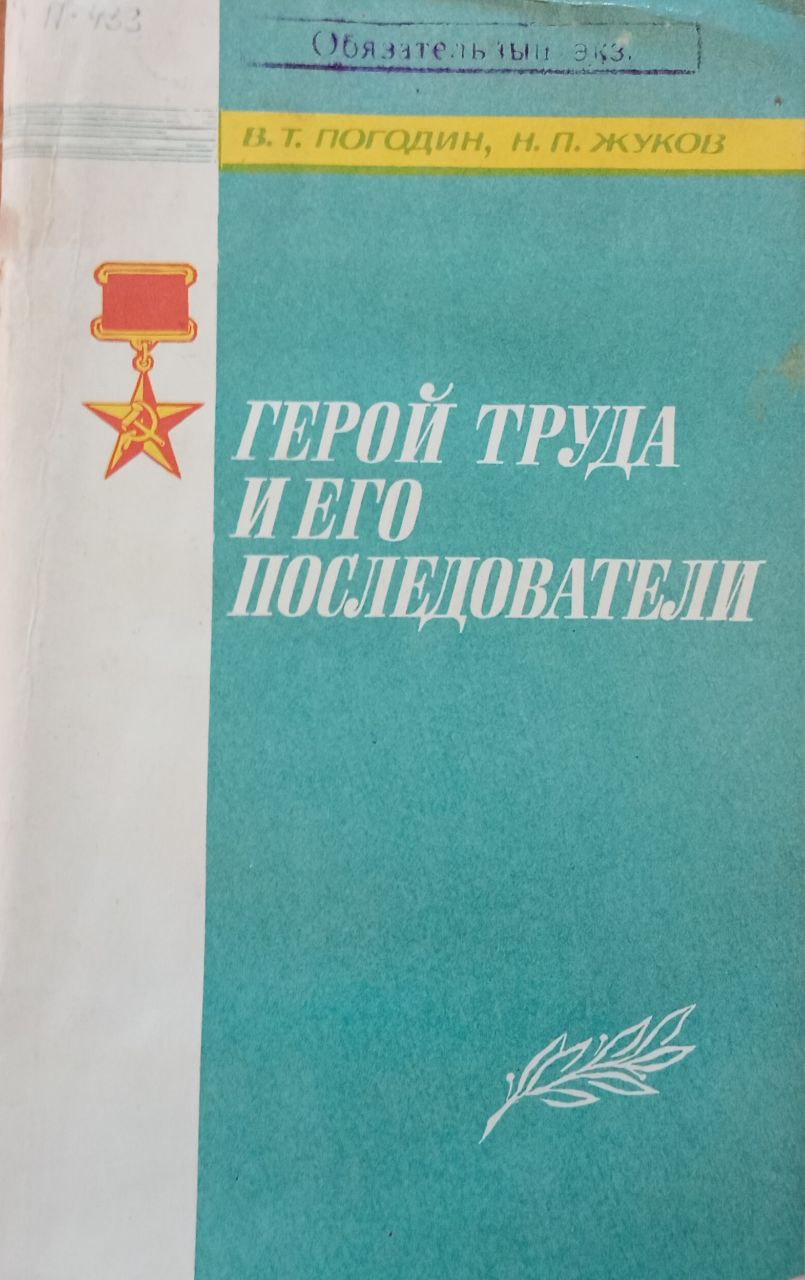 П-433
Обязательный экз.
В. Т. ПОГОДИН, Н. П. ЖУКОВ
ГЕРОЙ ТРУДА
И ЕГО
ПОСЛЕДОВАТЕЛИ